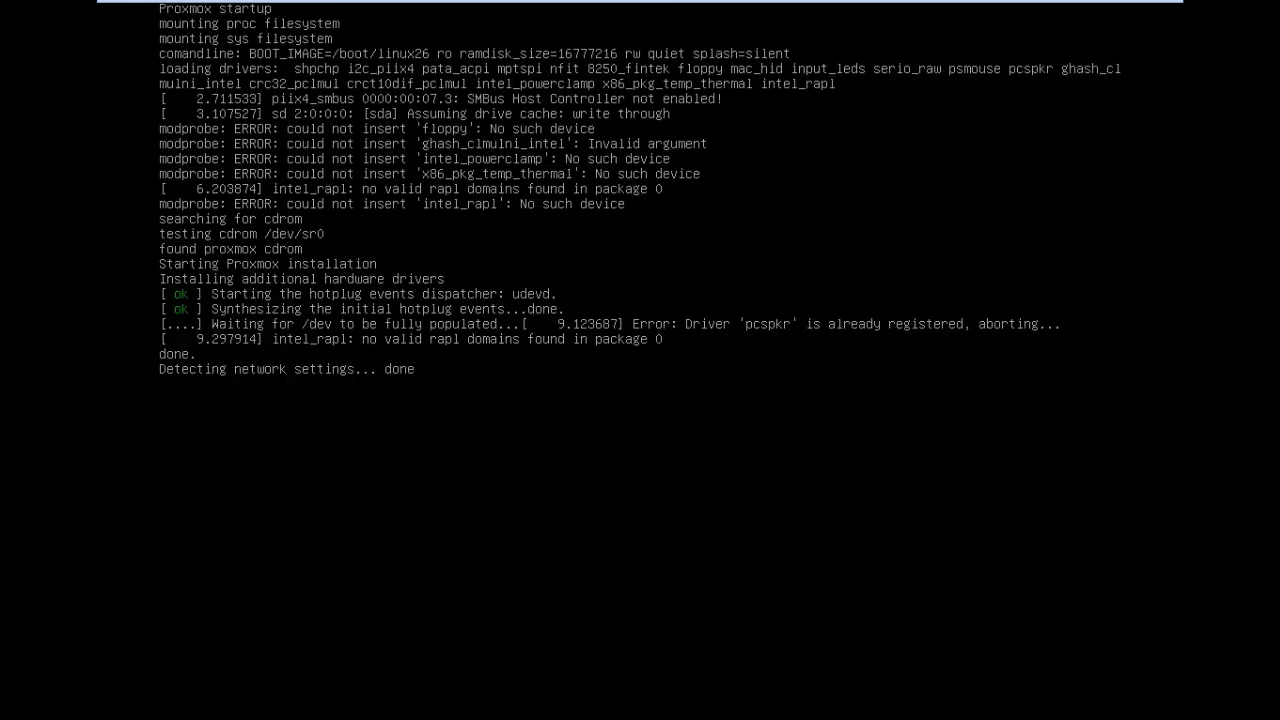 Proxmox startup
mounting proc filesystem
mounting sys filesystem
comandline: BOOT_IMAGE=/boot/linux26 ro ramdisk_size=16777216 rw quiet splash=silent
loading drivers:  shpchp i2c_piix4 pata_acpi mptspi nfit 8250_fintek floppy mac_hid input_leds serio_raw psmouse pcspkr ghash_cl
mulni_intel crc32_pclmul crct10dif_pclmul intel_powerclamp x86_pkg_temp_thermal intel_rapl
[    2.711533] piix4_smbus 0000:00:07.3: SMBus Host Controller not enabled!
[    3.107527] sd 2:0:0:0: [sda] Assuming drive cache: write through
modprobe: ERROR: could not insert 'floppy': No such device
modprobe: ERROR: could not insert 'ghash_clmulni_intel': Invalid argument
modprobe: ERROR: could not insert 'intel_powerclamp': No such device
modprobe: ERROR: could not insert 'x86_pkg_temp_thermal': No such device
[    6.203874] intel_rapl: no valid rapl domains found in package 0
modprobe: ERROR: could not insert 'intel_rapl': No such device
searching for cdrom
testing cdrom /dev/sr0
found proxmox cdrom
Starting Proxmox installation
Installing additional hardware drivers
[ ok ] Starting the hotplug events dispatcher: udevd.
[ ok ] Synthesizing the initial hotplug events...done.
[....] Waiting for /dev to be fully populated...[    9.123687] Error: Driver 'pcspkr' is already registered, aborting...
[    9.297914] intel_rapl: no valid rapl domains found in package 0
done.
Detecting network settings... done